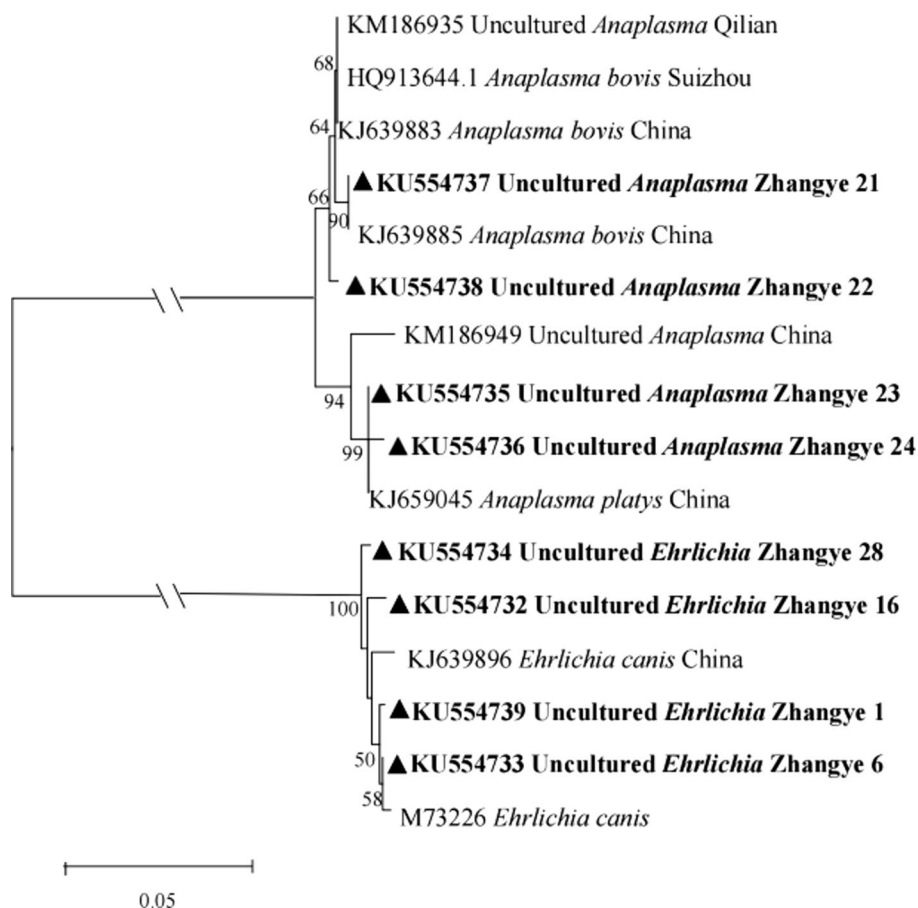 KM186935 Uncultured Anaplasma Qilian
68
HQ913644.1 Anaplasma bovis Suizhou
64
KJ639883 Anaplasma bovis China
▲KU554737 Uncultured Anaplasma Zhangye 21
66
90
KJ639885 Anaplasma bovis China
▲KU554738 Uncultured Anaplasma Zhangye 22
KM186949 Uncultured Anaplasma China
▲KU554735 Uncultured Anaplasma Zhangye 23
94
▲KU554736 Uncultured Anaplasma Zhangye 24
99
KJ659045 Anaplasma platys China
▲KU554734 Uncultured Ehrlichia Zhangye 28
100
▲KU554732 Uncultured Ehrlichia Zhangye 16
KJ639896 Ehrlichia canis China
▲KU554739 Uncultured Ehrlichia Zhangye 1
50
▲KU554733 Uncultured Ehrlichia Zhangye 6
58
M73226 Ehrlichia canis
0.05